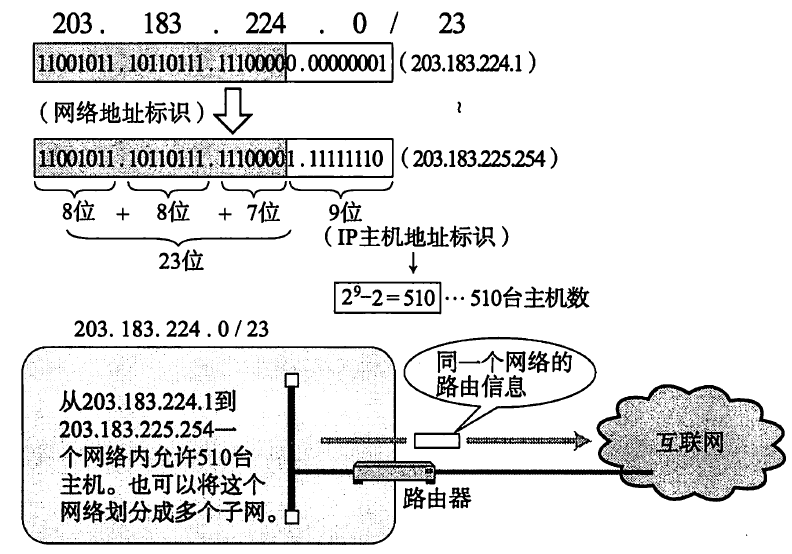 203. 183 . 224 . 0 / 23
11001011.10110111.11100000.00000001 (203.183.224.1)
(网络地址标识) ~
11001011.10110111.11100001.11111110 (203.183.225.254)
8位 + 8位 + 7位 9位
(IP主机地址标识)
23位
2⁹-2=510 …510台主机数
203.183.224.0/23
同一个网络的
路由信息
从203.183.224.1到
203.183.225.254一
个网络内允许510台
主机。也可以将这个
网络划分成多个子网。
互联网
路由器